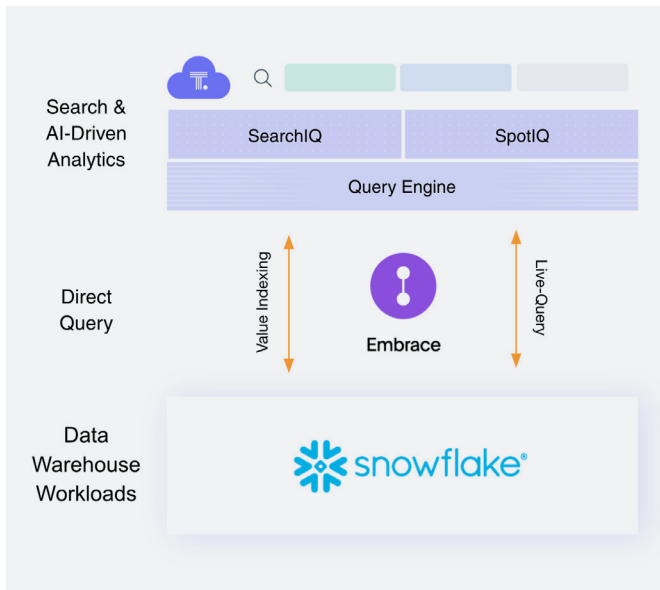 T.
Search &
AI-Driven
Analytics
SearchIQ
SpotIQ
Query Engine
Direct
Query
Value Indexing
Embrace
Live-Query
Data
Warehouse
Workloads
snowflake®